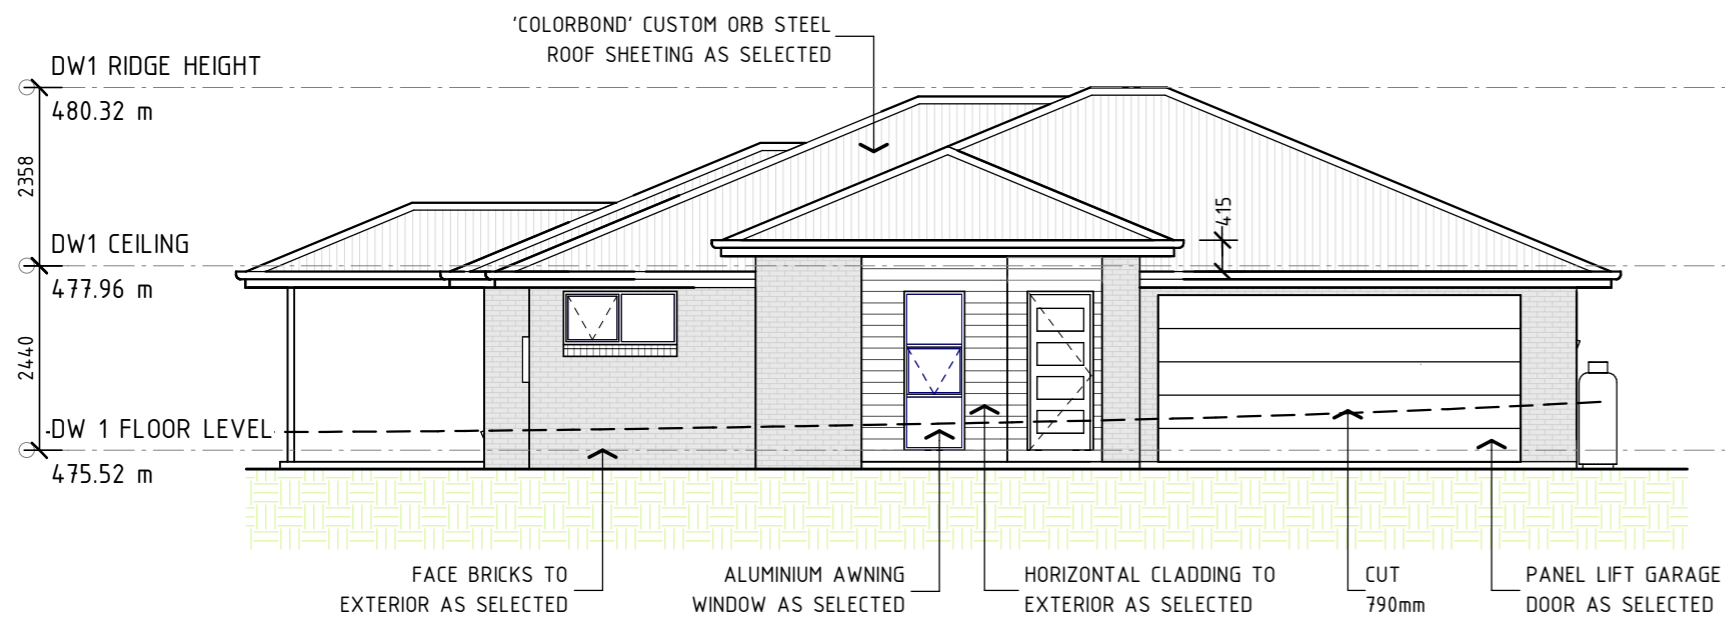 'COLORBOND' CUSTOM ORB STEEL
ROOF SHEETING AS SELECTED
DW1 RIDGE HEIGHT
480.32 m
2358
DW1 CEILING
477.96 m
415
2440
DW 1 FLOOR LEVEL
475.52 m
FACE BRICKS TO
EXTERIOR AS SELECTED
ALUMINIUM AWNING
WINDOW AS SELECTED
HORIZONTAL CLADDING TO
EXTERIOR AS SELECTED
CUT
790mm
PANEL LIFT GARAGE
DOOR AS SELECTED